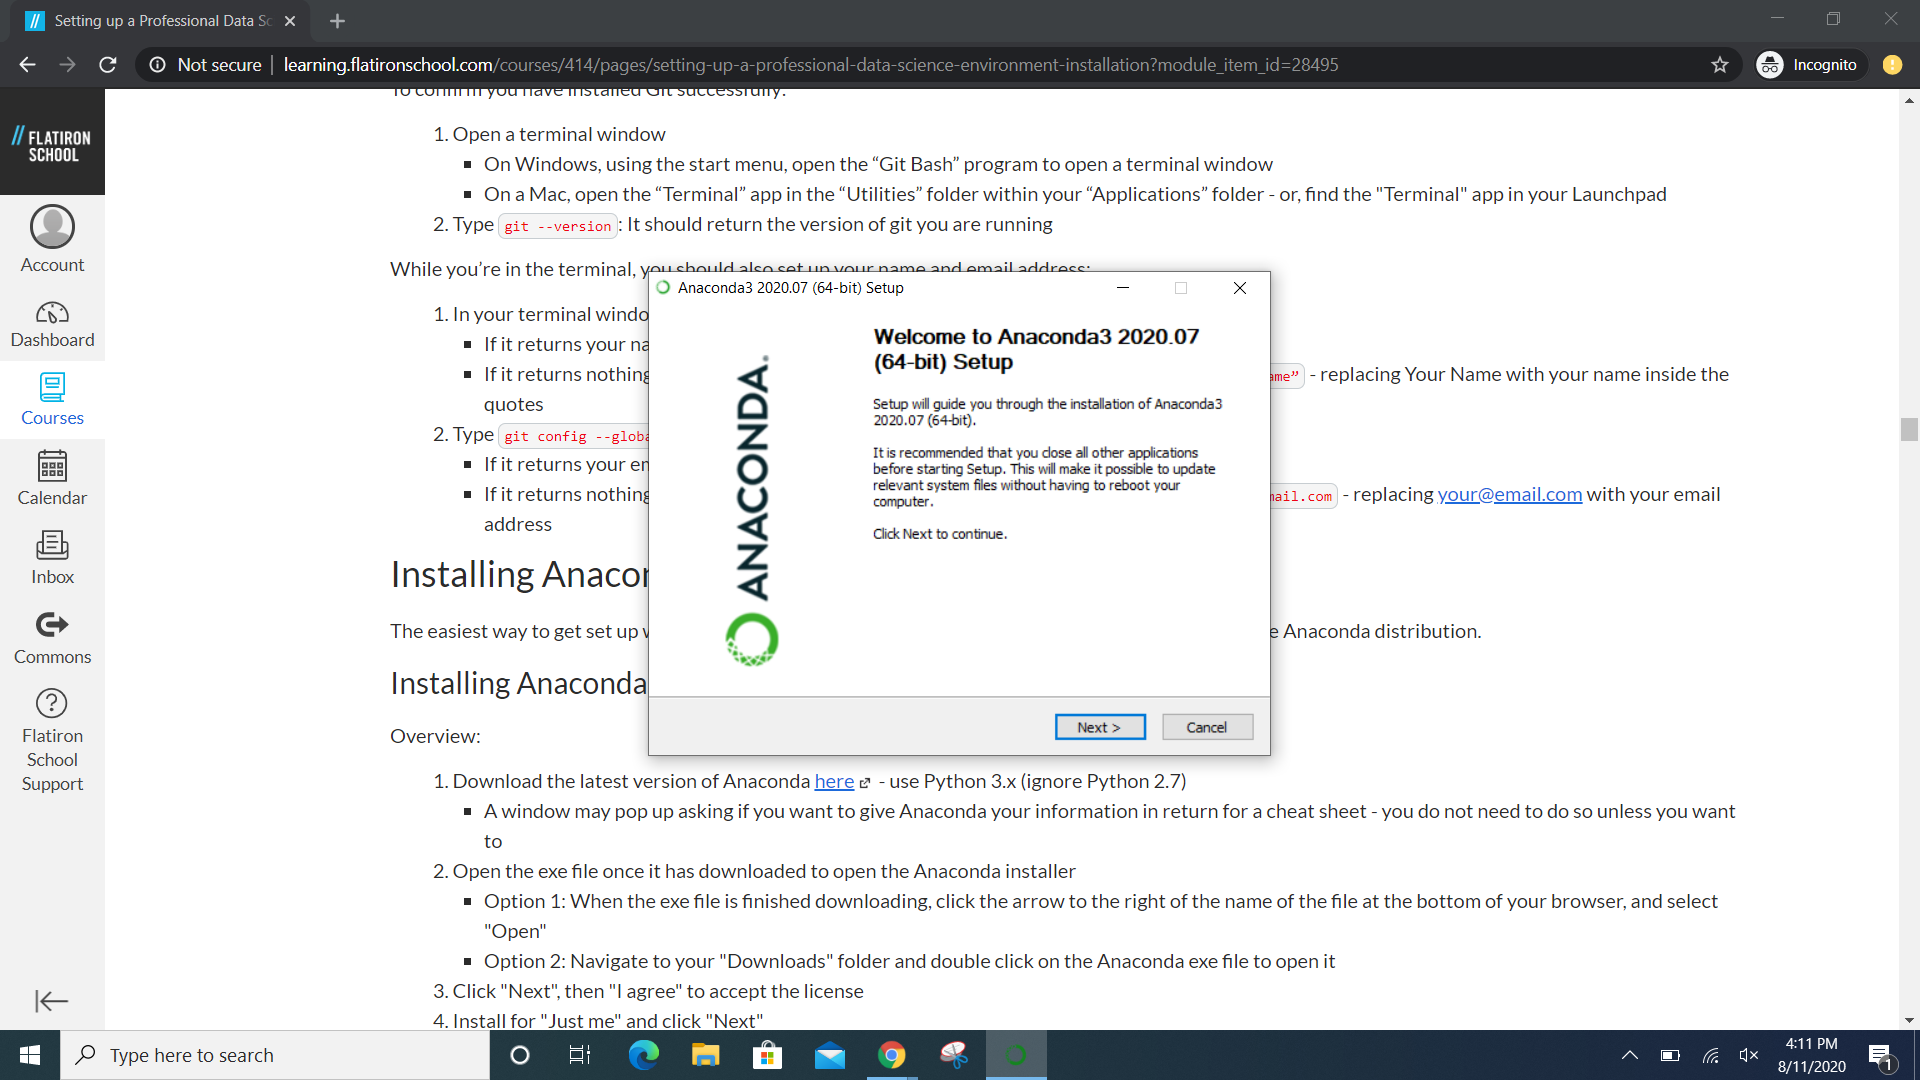 Setting up a Professional Data Sc
Not secure | learning.flatironschool.com/courses/414/pages/setting-up-a-professional-data-science-environment-installation?module_item_id=28495
Incognito
// FLATIRON
SCHOOL
Account
Dashboard
Courses
Calendar
Inbox
Commons
Flatiron
School
Support
To confirm you have installed Git successfully:
1. Open a terminal window
▪ On Windows, using the start menu, open the “Git Bash” program to open a terminal window
▪ On a Mac, open the “Terminal” app in the “Utilities” folder within your “Applications” folder - or, find the "Terminal" app in your Launchpad
2. Type git --version: It should return the version of git you are running
While you’re in the terminal, you should also set up your name and email address:
1. In your terminal windo
▪ If it returns your na
▪ If it returns nothing ame” - replacing Your Name with your name inside the
quotes
2. Type git config --globa
▪ If it returns your en
▪ If it returns nothing mail.com - replacing your@email.com with your email
address
Installing Anacon
The easiest way to get set up e Anaconda distribution.
Installing Anaconda
Overview:
1. Download the latest version of Anaconda here - use Python 3.x (ignore Python 2.7)
▪ A window may pop up asking if you want to give Anaconda your information in return for a cheat sheet - you do not need to do so unless you want
to
2. Open the exe file once it has downloaded to open the Anaconda installer
▪ Option 1: When the exe file is finished downloading, click the arrow to the right of the name of the file at the bottom of your browser, and select
"Open"
▪ Option 2: Navigate to your "Downloads" folder and double click on the Anaconda exe file to open it
3. Click "Next", then "I agree" to accept the license
4. Install for "Just me" and click "Next"
Anaconda3 2020.07 (64-bit) Setup
ANACONDA.
Welcome to Anaconda3 2020.07
(64-bit) Setup
Setup will guide you through the installation of Anaconda3
2020.07 (64-bit).
It is recommended that you close all other applications
before starting Setup. This will make it possible to update
relevant system files without having to reboot your
computer.
Click Next to continue.
Next >
Cancel
Type here to search
4:11 PM
8/11/2020
1